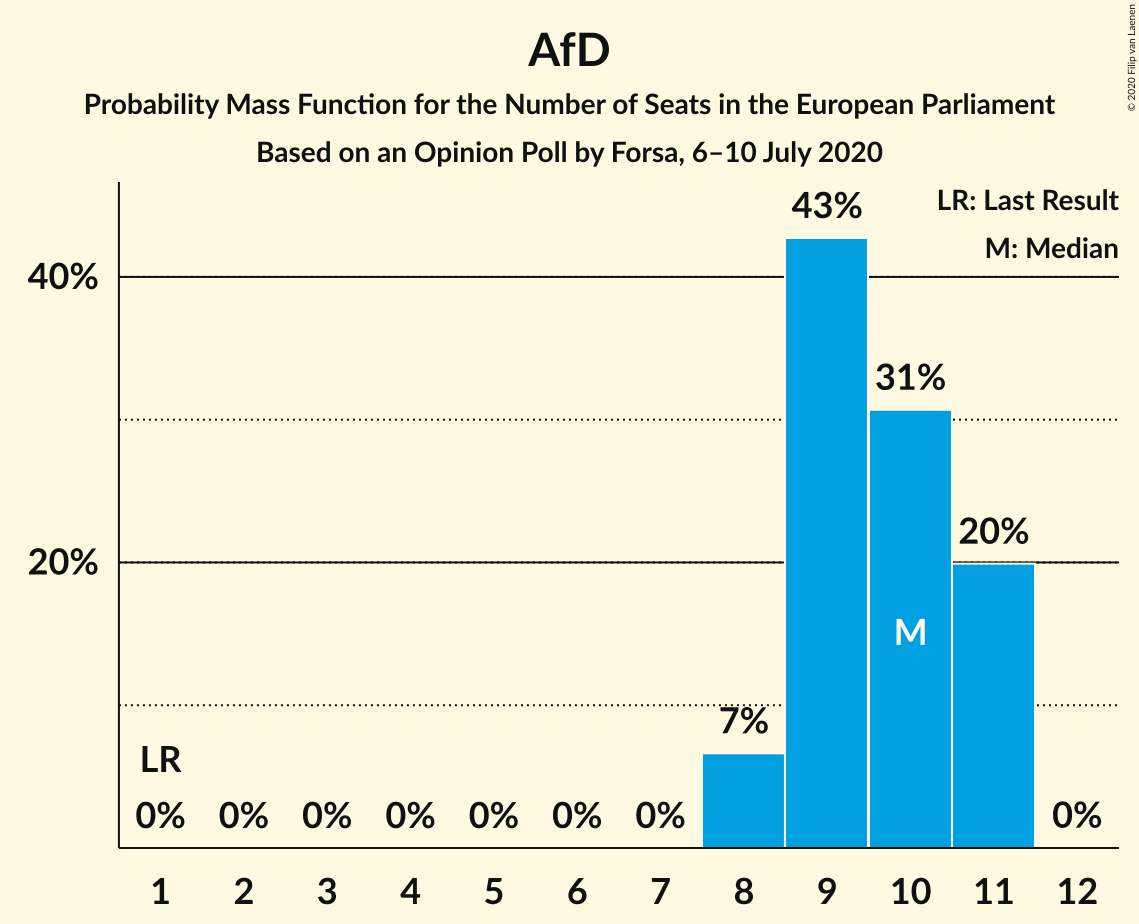 AfD
Probability Mass Function for the Number of Seats in the European Parliament
Based on an Opinion Poll by Forsa, 6–10 July 2020
© 2020 Filip van Laenen
LR: Last Result
M: Median
43%
40%
31%
20%
20%
M
7%
LR
0% 0% 0% 0% 0% 0% 0% 0%
1 2 3 4 5 6 7 8 9 10 11 12